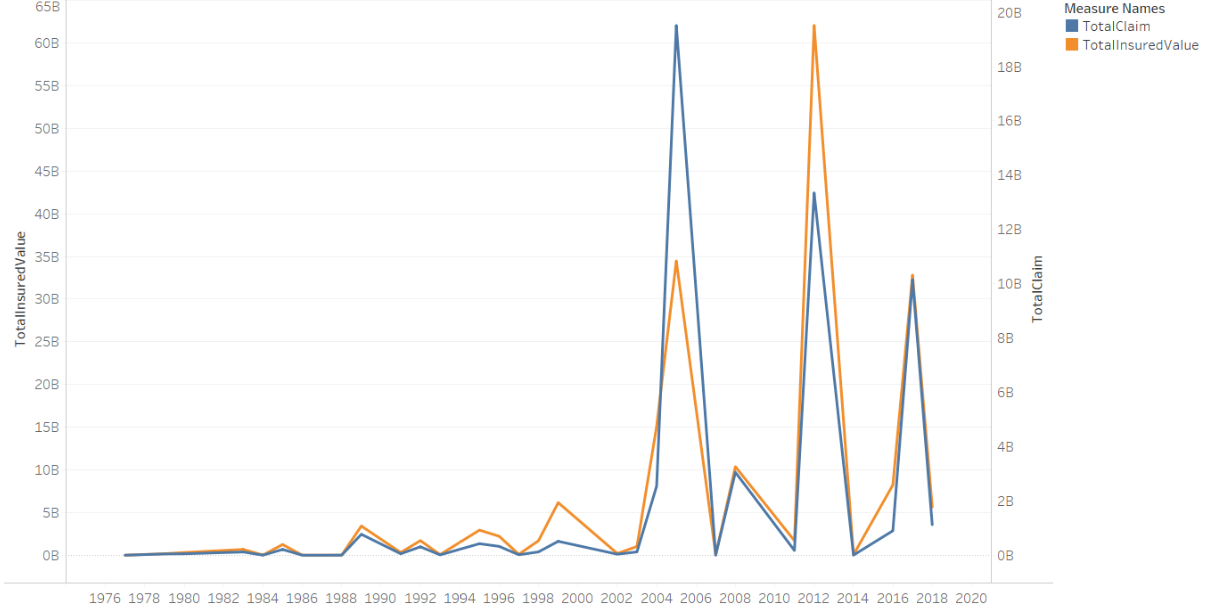 Measure Names
TotalClaim
TotalInsuredValue
TotalInsuredValue
65B
60B
55B
50B
45B
40B
35B
30B
25B
20B
15B
10B
5B
0B
20B
18B
16B
14B
12B
10B
8B
6B
4B
2B
0B
TotalClaim
1976 1978 1980 1982 1984 1986 1988 1990 1992 1994 1996 1998 2000 2002 2004 2006 2008 2010 2012 2014 2016 2018 2020